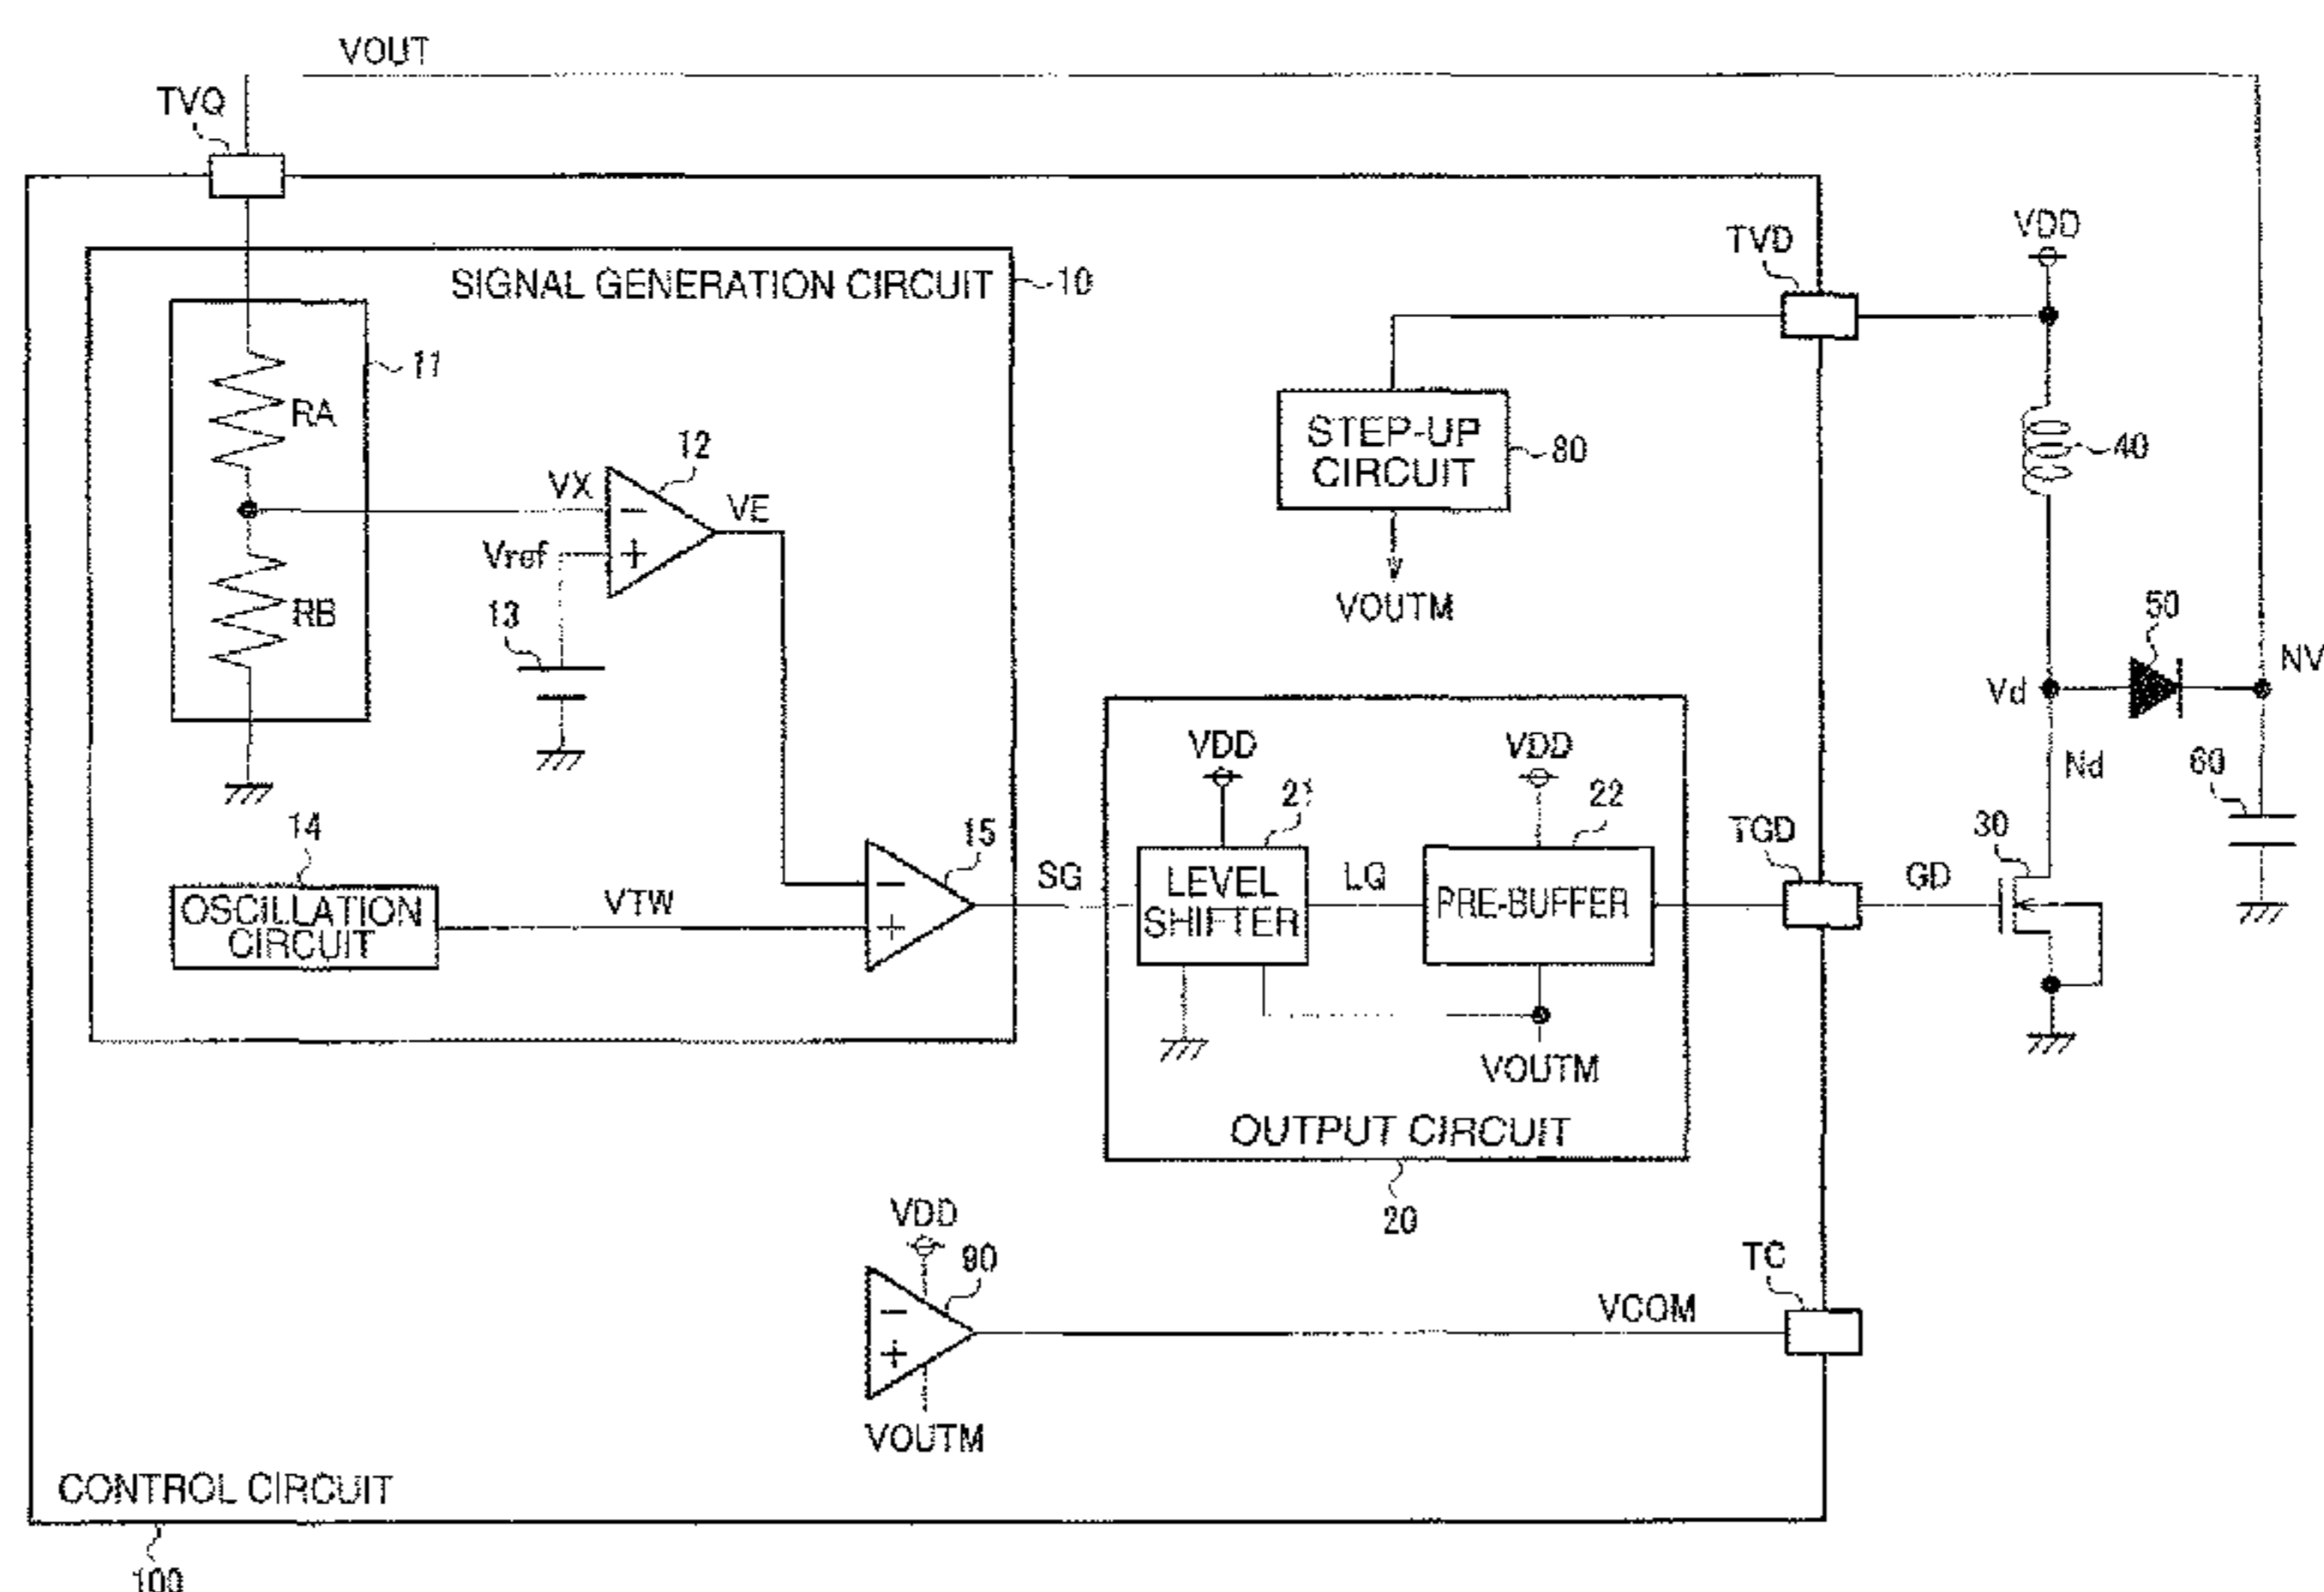 VOUT
TVQ
SIGNAL GENERATION CIRCUIT
10
TVD
VDD
11
RA
STEP-UP
CIRCUIT
80
40
12
VX
VE
Vref
RB
13
VOUTM
50
NV
Vd
VDD
VDD
Nd
60
14
21
22
15
TGD
30
OSCILLATION
CIRCUIT
VTW
SG
LEVEL
SHIFTER
LG
PRE-BUFFER
GD
VOUTM
OUTPUT CIRCUIT
20
VDD
90
TC
VCOM
VOUTM
CONTROL CIRCUIT
100